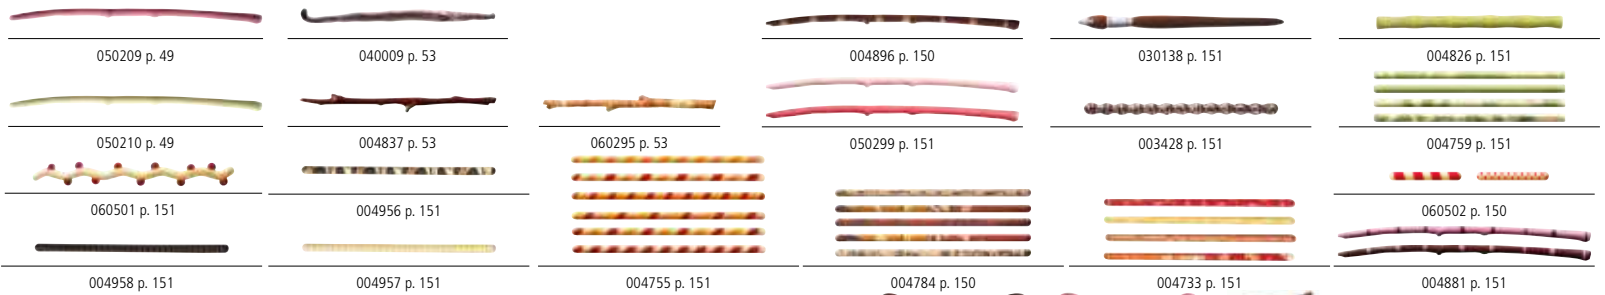 050209 p. 49
040009 p. 53
004896 p. 150
030138 p. 151
004826 p. 151
050210 p. 49
004837 p. 53
060295 p. 53
050299 p. 151
003428 p. 151
004759 p. 151
060501 p. 151
004956 p. 151
060502 p. 150
004958 p. 151
004957 p. 151
004755 p. 151
004784 p. 150
004733 p. 151
004881 p. 151